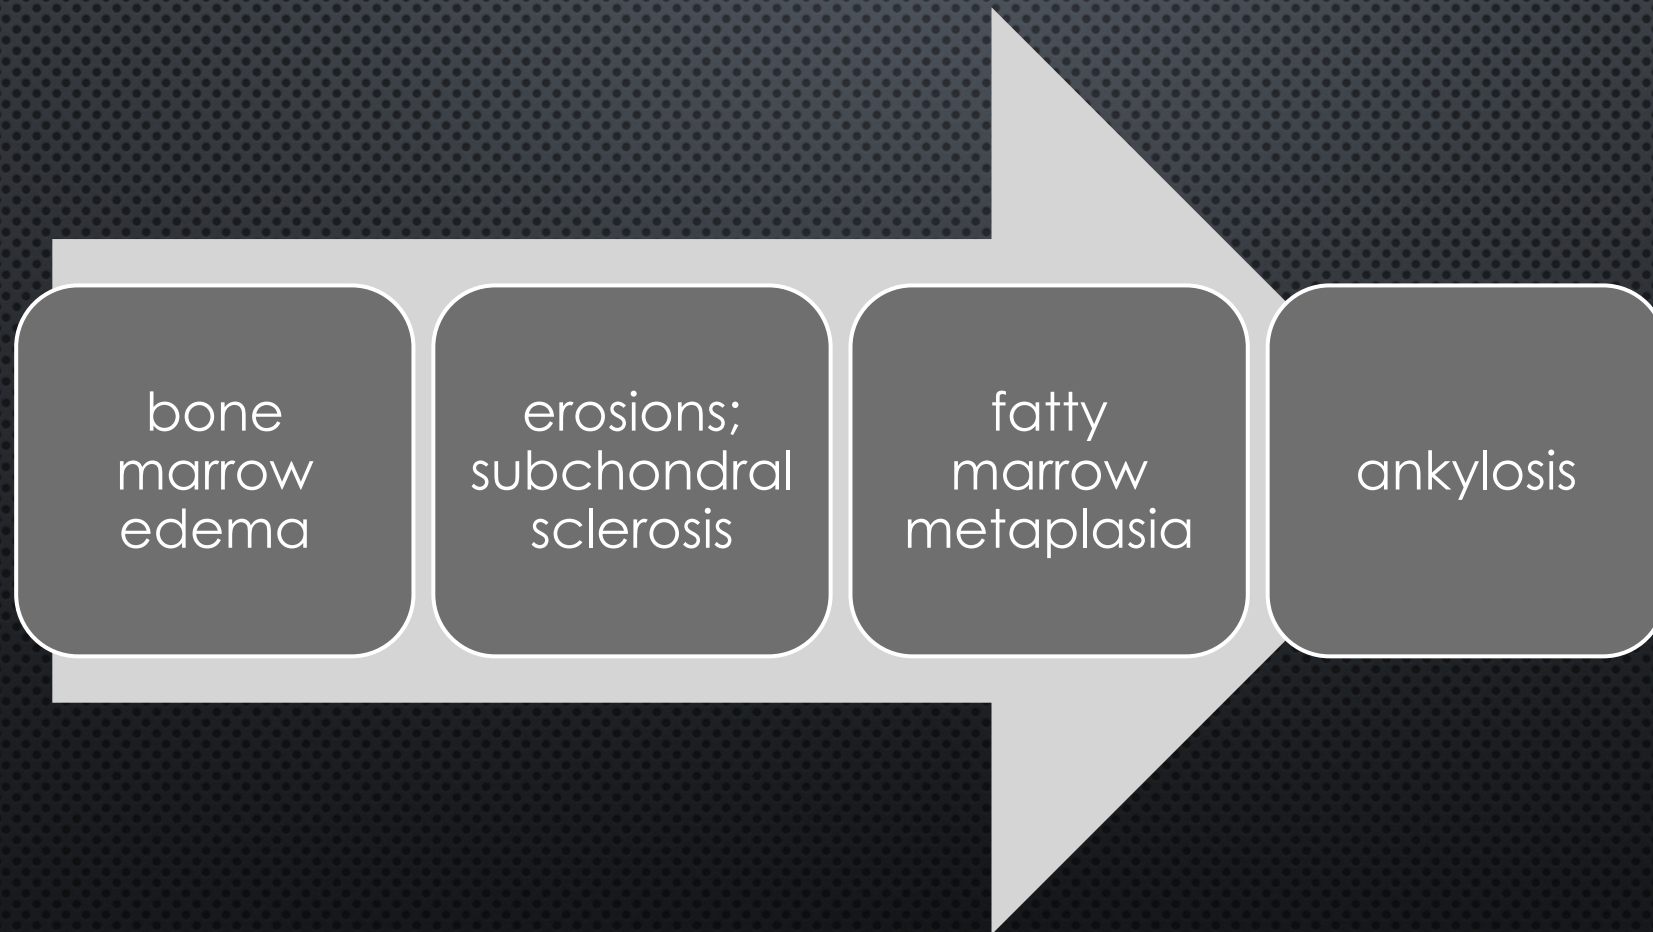 bone
marrow
edema
erosions;
subchondral
sclerosis
fatty
marrow
metaplasia
ankylosis